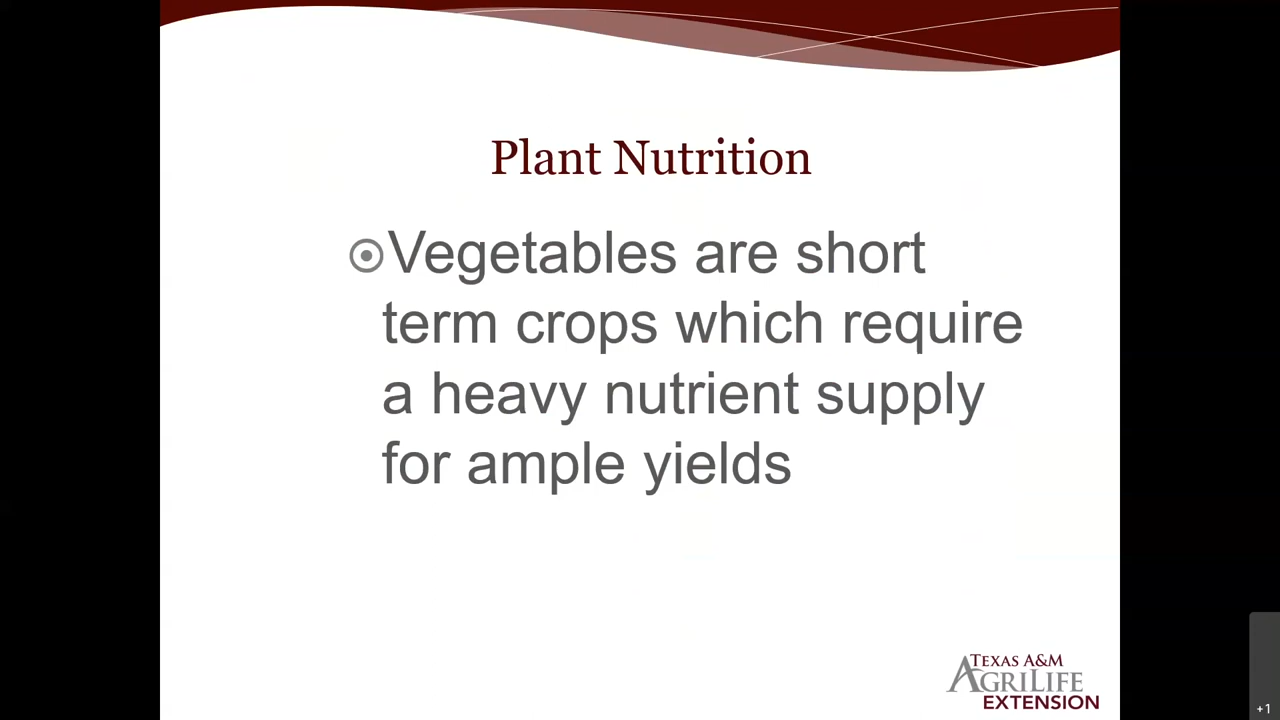 Plant Nutrition
Vegetables are short
term crops which require
a heavy nutrient supply
for ample yields
TEXAS A&M
AGRILIFE
EXTENSION
+1